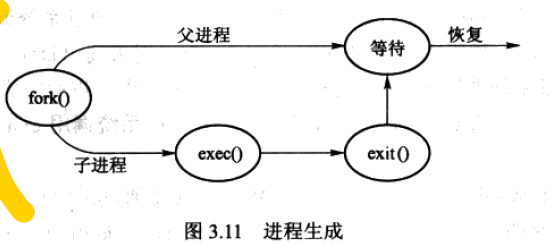 父进程
等待
恢复
fork()
子进程
exec()
exit()
图 3.11 进程生成